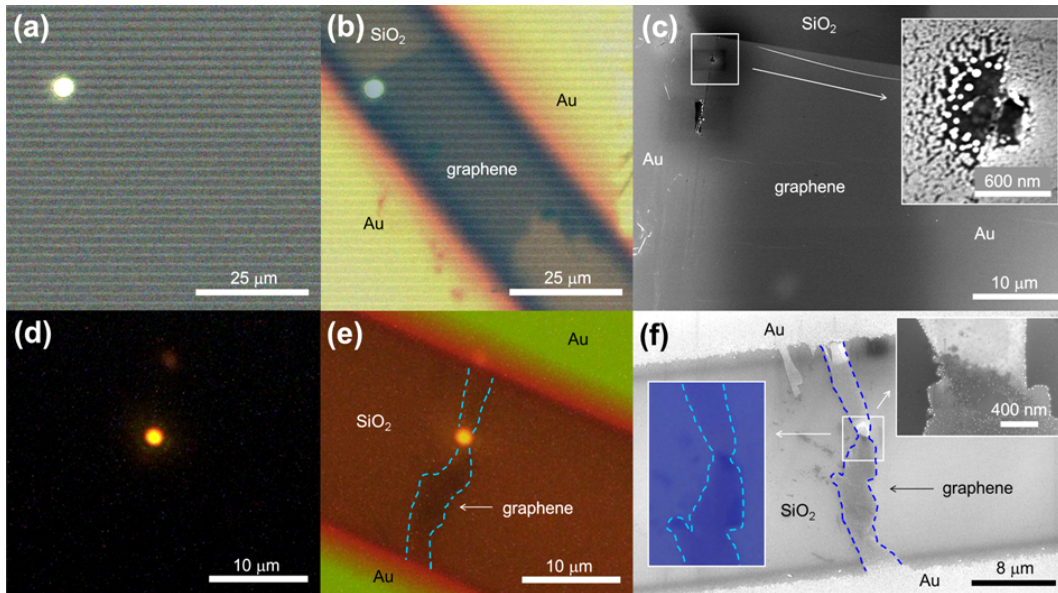 (a)
25 μm
(b)
SiO2
Au
graphene
Au
25 μm
(c)
SiO2
Au
graphene
600 nm
Au
10 μm
(d)
10 μm
(e)
Au
SiO2
graphene
Au
10 μm
(f)
Au
400 nm
graphene
SiO2
Au
8 μm